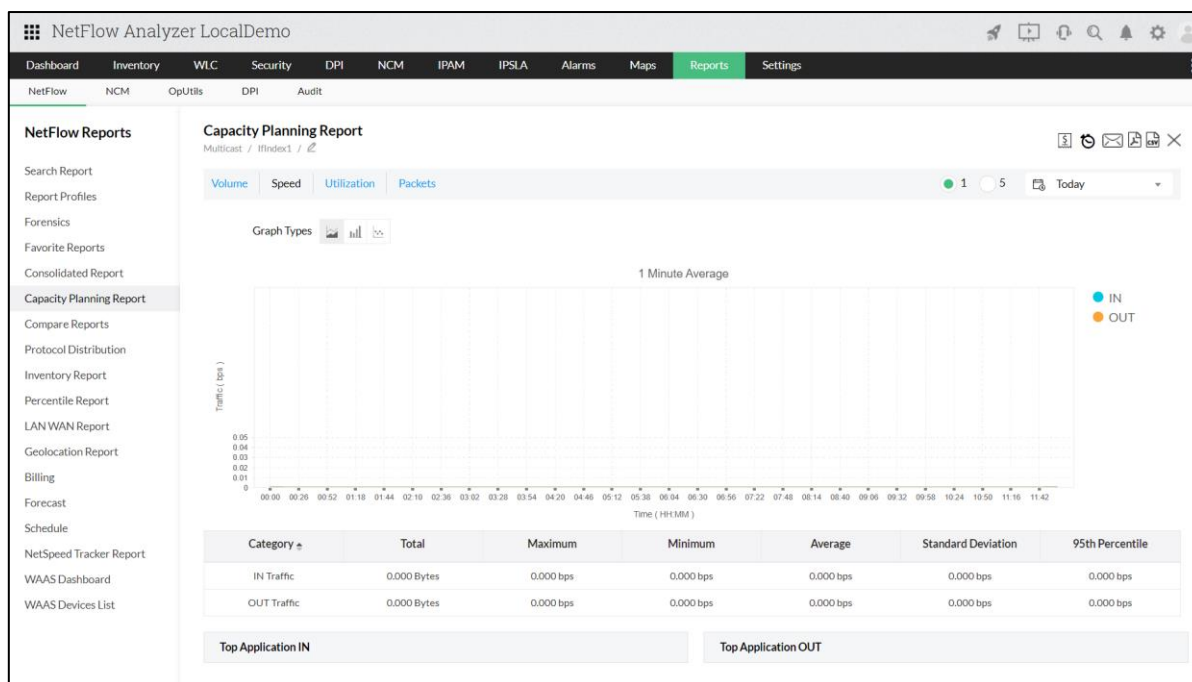 NetFlow Analyzer LocalDemo
Dashboard Inventory WLC Security DPI NCM IPAM IPSLA Alarms Maps Reports Settings
NetFlow NCM OpUtils DPI Audit
NetFlow Reports
Search Report
Report Profiles
Forensics
Favorite Reports
Consolidated Report
Capacity Planning Report
Compare Reports
Protocol Distribution
Inventory Report
Percentile Report
LAN WAN Report
Geolocation Report
Billing
Forecast
Schedule
NetSpeed Tracker Report
WAAS Dashboard
WAAS Devices List
Capacity Planning Report
Multicast / IfIndex1 /
CSV
Volume Speed Utilization Packets 1 5 Today
Graph Types
1 Minute Average
IN
OUT
Traffic ( bps )
0.05
0.04
0.03
0.02
0.01
0
00:00 00:26 00:52 01:18 01:44 02:10 02:36 03:02 03:28 03:54 04:20 04:46 05:12 05:38 06:04 06:30 06:56 07:22 07:48 08:14 08:40 09:06 09:32 09:58 10:24 10:50 11:16 11:42
Time ( HH:MM )
Category Total Maximum Minimum Average Standard Deviation 95th Percentile
IN Traffic 0.000 Bytes 0.000 bps 0.000 bps 0.000 bps 0.000 bps 0.000 bps
OUT Traffic 0.000 Bytes 0.000 bps 0.000 bps 0.000 bps 0.000 bps 0.000 bps
Top Application IN Top Application OUT